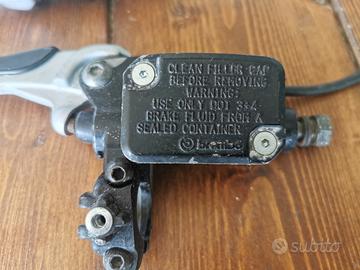 CLEAN FILLER CAP
BEFORE REMOVING
WARNING:
USE ONLY DOT 3*4
BRAKE FLUID FROM A
SEALED CONTAINER
Brembo
subito